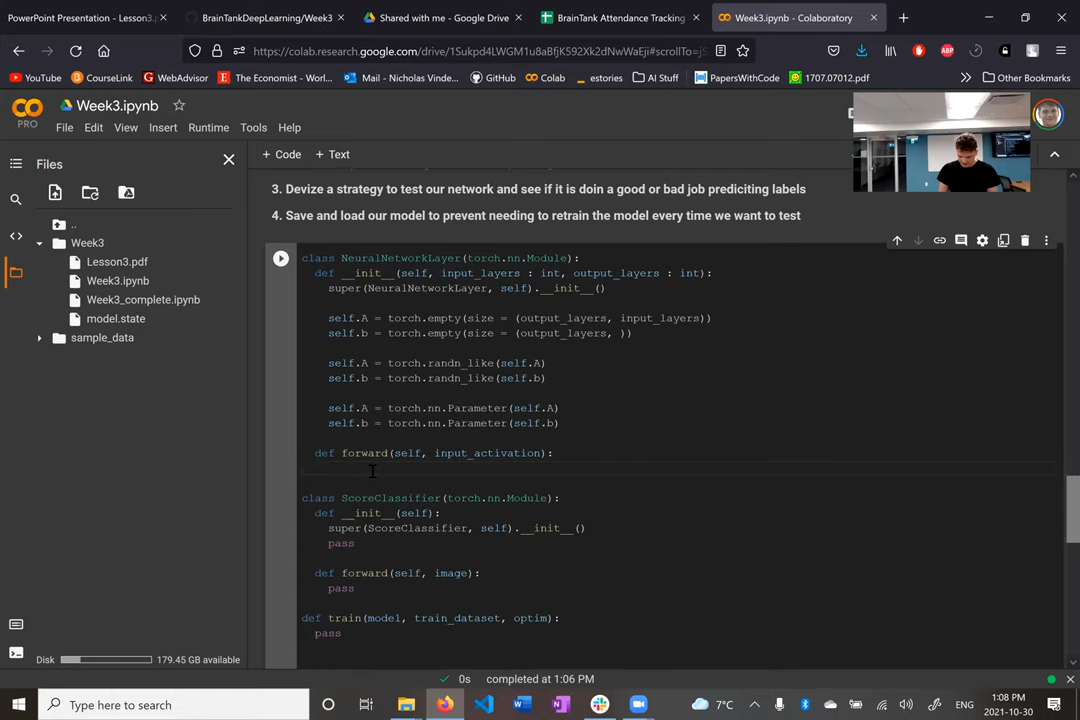 PowerPoint Presentation - Lesson3.
BrainTankDeepLearning/Week3
Shared with me - Google Drive
BrainTank Attendance Tracking
Week3.ipynb - Colaboratory
https://colab.research.google.com/drive/1Sukpd4LWGM1u8aBfjK592Xk2dNwWaEji#scrollTo=jS
YouTube
CourseLink
WebAdvisor
The Economist - Worl...
Mail - Nicholas Vinde...
GitHub
Colab
estories
AI Stuff
PapersWithCode
1707.07012.pdf
Other Bookmarks
CO
PRO
Week3.ipynb
File Edit View Insert Runtime Tools Help
Files
+ Code + Text
..
Week3
Lesson3.pdf
Week3.ipynb
Week3_complete.ipynb
model.state
sample_data
3. Devize a strategy to test our network and see if it is doin a good or bad job prediciting labels
4. Save and load our model to prevent needing to retrain the model every time we want to test
class NeuralNetworkLayer(torch.nn.Module):
def __init__(self, input_layers : int, output_layers : int):
super(NeuralNetworkLayer, self).__init__()
self.A = torch.empty(size = (output_layers, input_layers))
self.b = torch.empty(size = (output_layers, ))
self.A = torch.randn_like(self.A)
self.b = torch.randn_like(self.b)
self.A = torch.nn.Parameter(self.A)
self.b = torch.nn.Parameter(self.b)
def forward(self, input_activation):
class ScoreClassifier(torch.nn.Module):
def __init__(self):
super(ScoreClassifier, self).__init__()
pass
def forward(self, image):
pass
def train(model, train_dataset, optim):
pass
Disk
179.45 GB available
0s completed at 1:06 PM
Type here to search
7°C
ENG
1:08 PM
2021-10-30